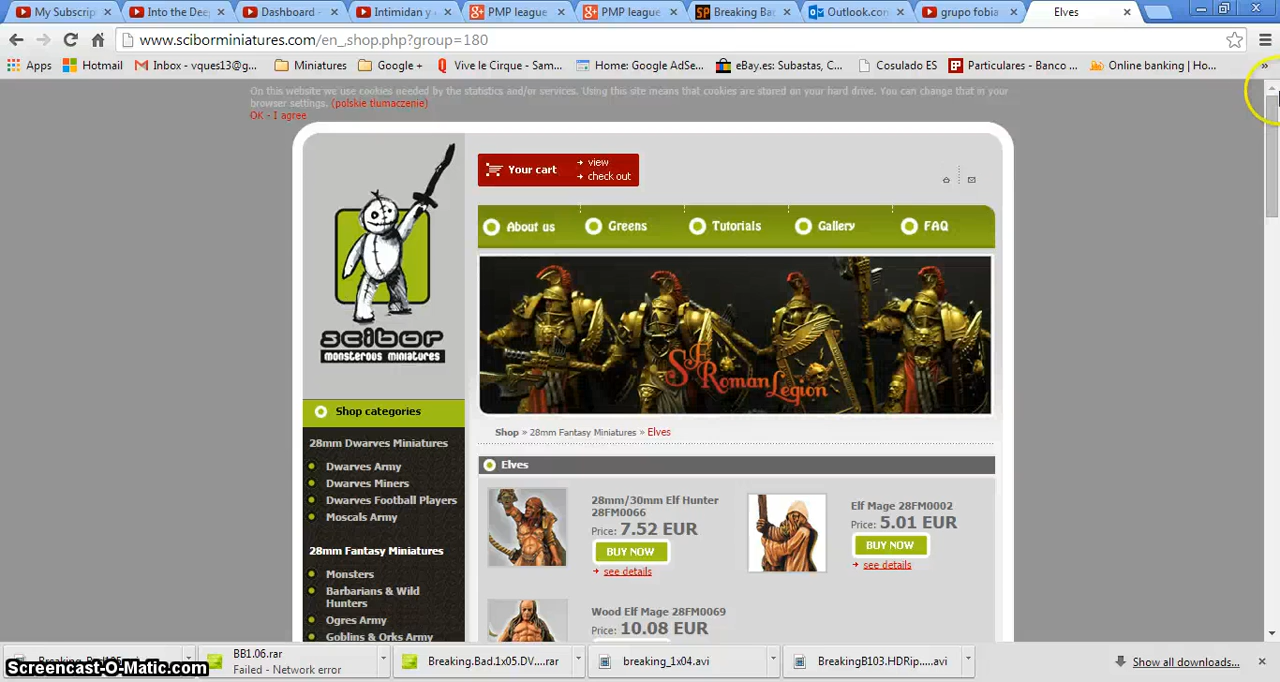 My Subscrip
Into the Dee
Dashboard -
Intimidan y
PMP league
PMP league
Breaking Ba
Outlook.con
grupo fobia
Elves
www.sciborminiatures.com/en_,shop.php?group=180
Apps
Hotmail
Inbox - vques13@g...
Miniatures
Google +
Vive le Cirque - Sam...
Home: Google AdSe...
eBay.es: Subastas, C...
Cosulado ES
Particulares - Banco ...
Online banking | Ho...
»
On this website we use cookies needed by the statistics and/or services. Using this site means that cookies are stored on your hard drive. You can change that in your
browser settings. (polskie tlumaczenie)
OK - I agree
Your cart
view
check out
About us
Greens
Tutorials
Gallery
FAQ
scibor
monsterous miniatures
SF Roman Legion
Shop categories
28mm Dwarves Miniatures
Dwarves Army
Dwarves Miners
Dwarves Football Players
Moscals Army
28mm Fantasy Miniatures
Monsters
Barbarians & Wild
Hunters
Ogres Army
Goblins & Orks Army
Shop » 28mm Fantasy Miniatures » Elves
Elves
28mm/30mm Elf Hunter
28FM0066
Price: 7.52 EUR
BUY NOW
see details
Elf Mage 28FM0002
Price: 5.01 EUR
BUY NOW
see details
Wood Elf Mage 28FM0069
Price: 10.08 EUR
BB1.06.rar
Failed - Network error
Breaking.Bad.1x05.DV....rar
breaking_1x04.avi
BreakingB103.HDRip.....avi
Show all downloads...
Screencast-O-Matic.com